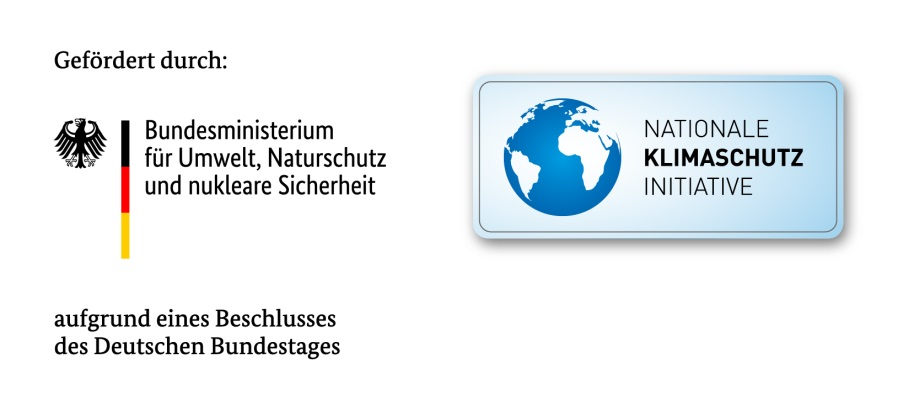 Gefördert durch:
Bundesministerium
für Umwelt, Naturschutz
und nukleare Sicherheit
aufgrund eines Beschlusses
des Deutschen Bundestages
NATIONALE
KLIMASCHUTZ
INITIATIVE